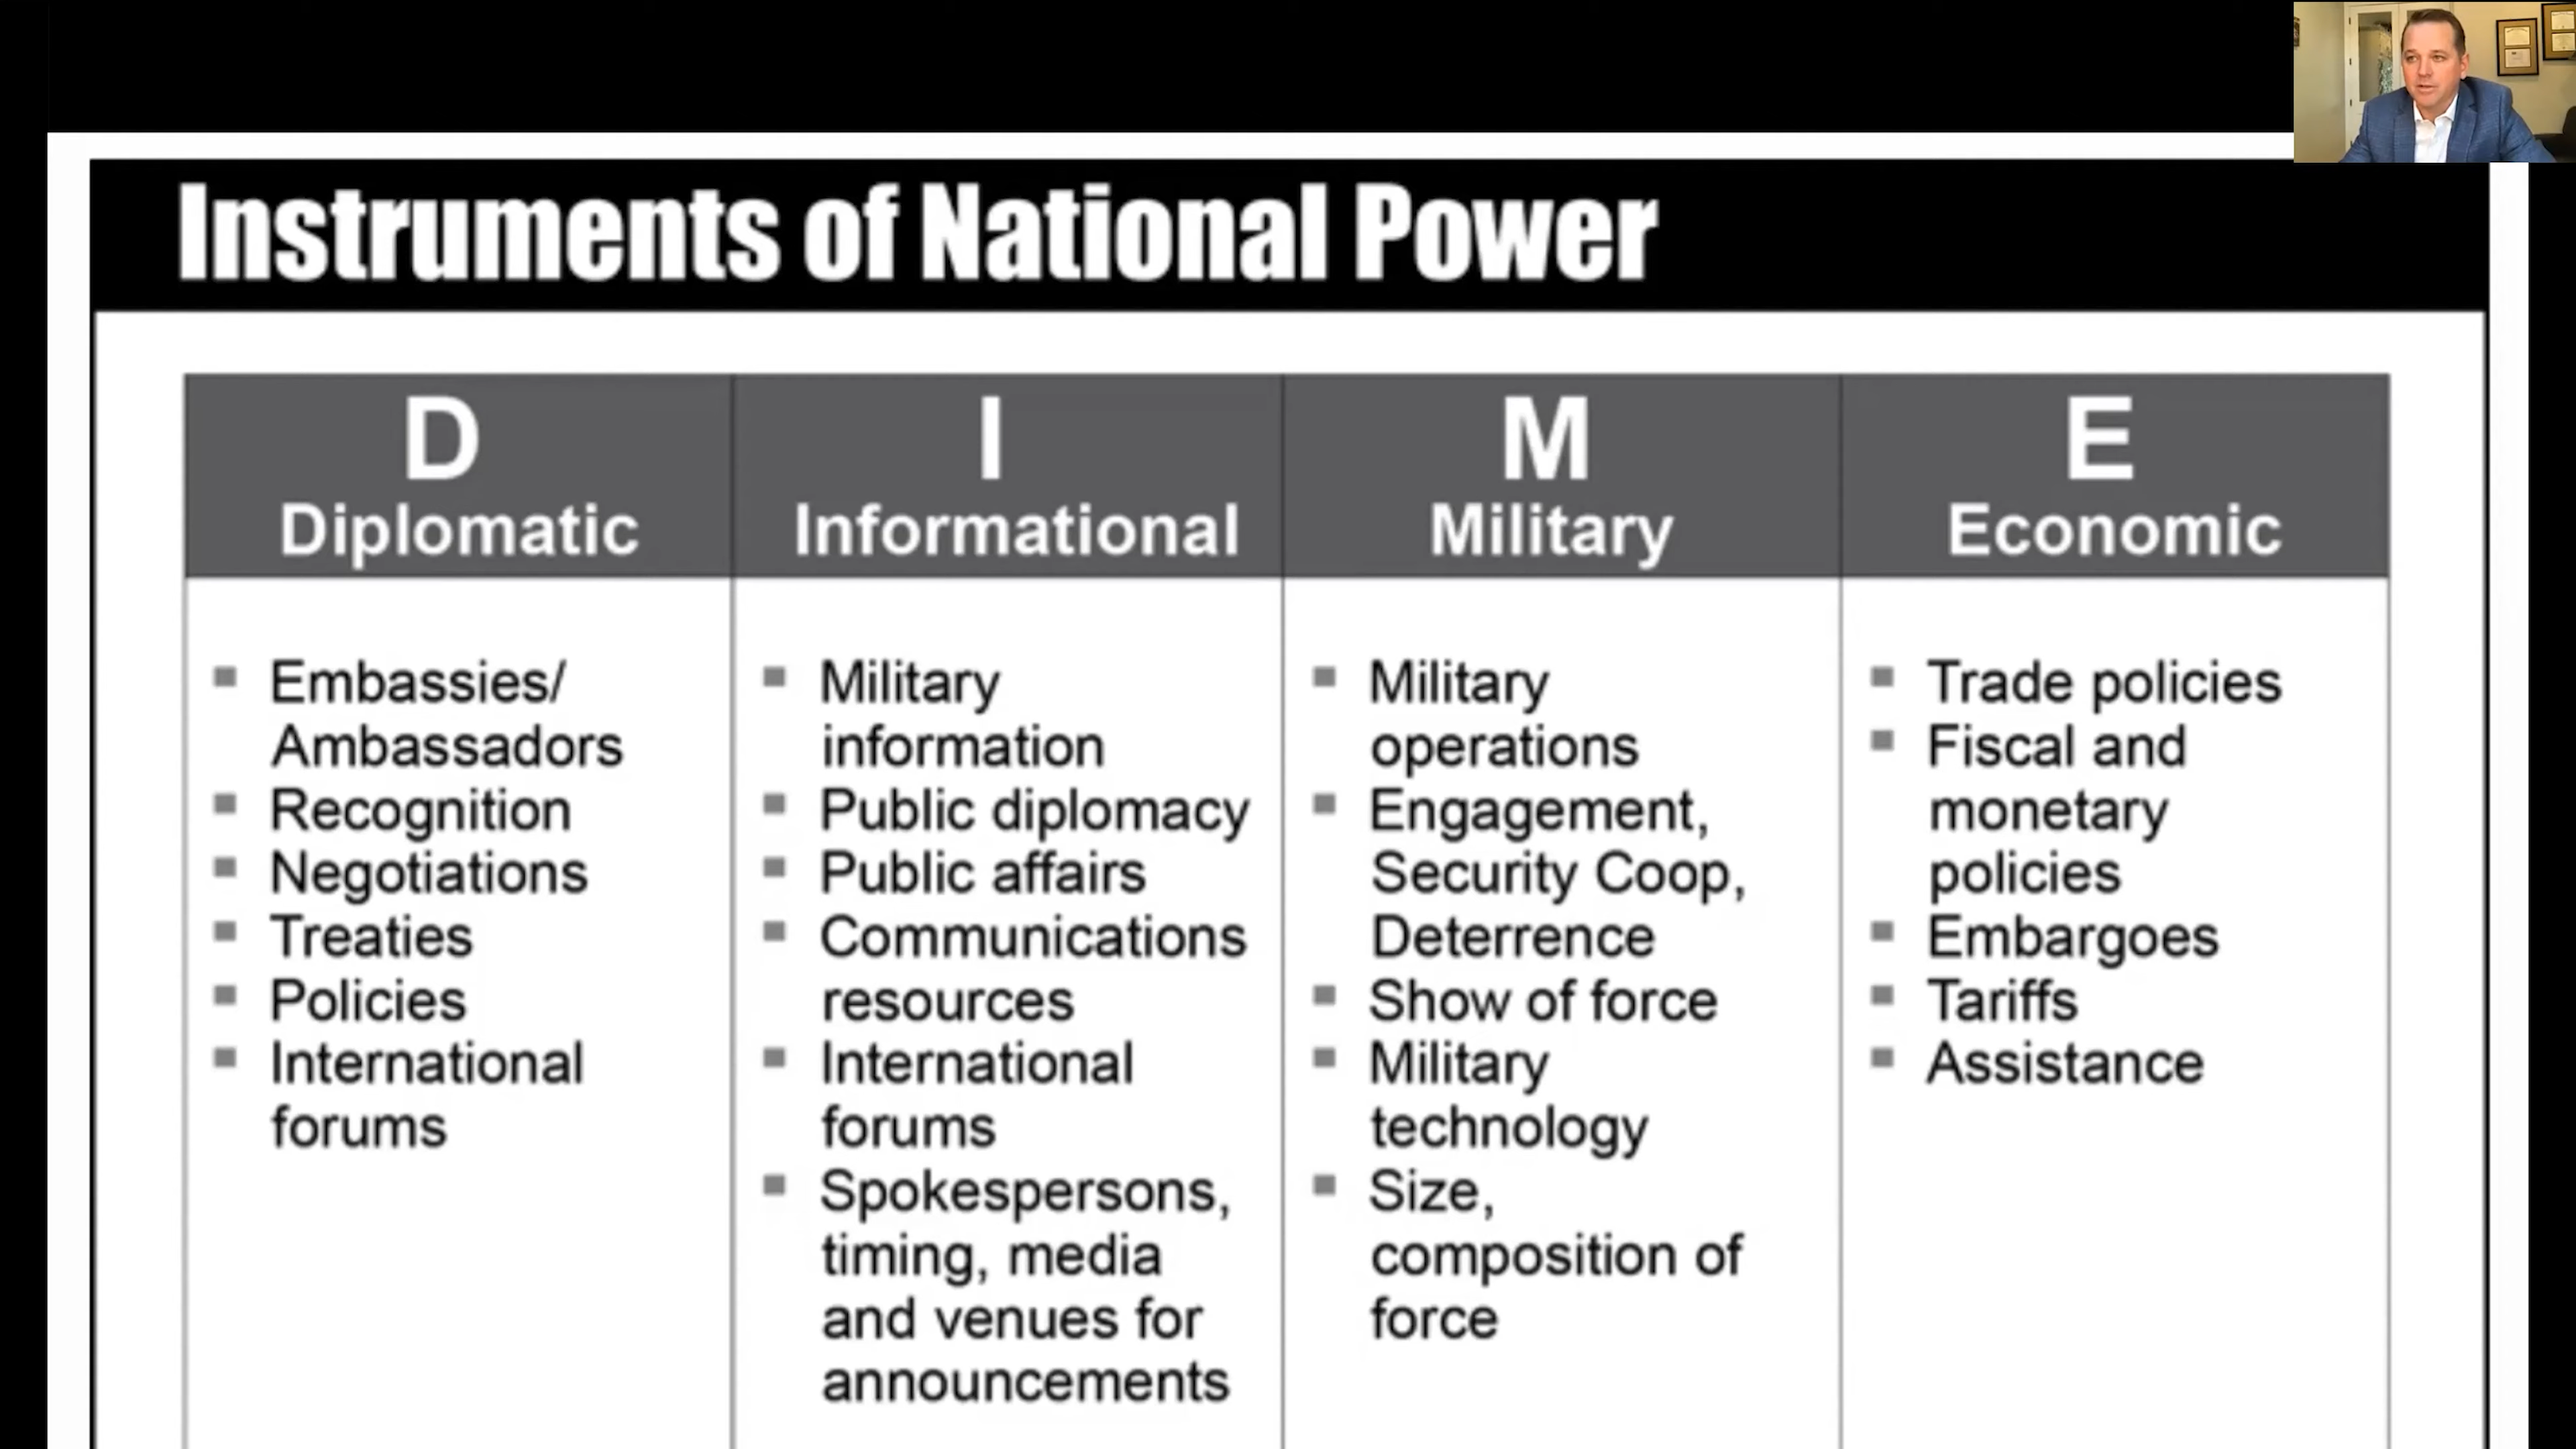 Instruments of National Power
D
Diplomatic
Embassies/
Ambassadors
Recognition
Negotiations
Treaties
Policies
International
forums
I
Informational
Military
information
Public diplomacy
Public affairs
Communications
resources
International
forums
Spokespersons,
timing, media
and venues for
announcements
M
Military
Military
operations
Engagement,
Security Coop,
Deterrence
Show of force
Military
technology
Size,
composition of
force
E
Economic
Trade policies
Fiscal and
monetary
policies
Embargoes
Tariffs
Assistance